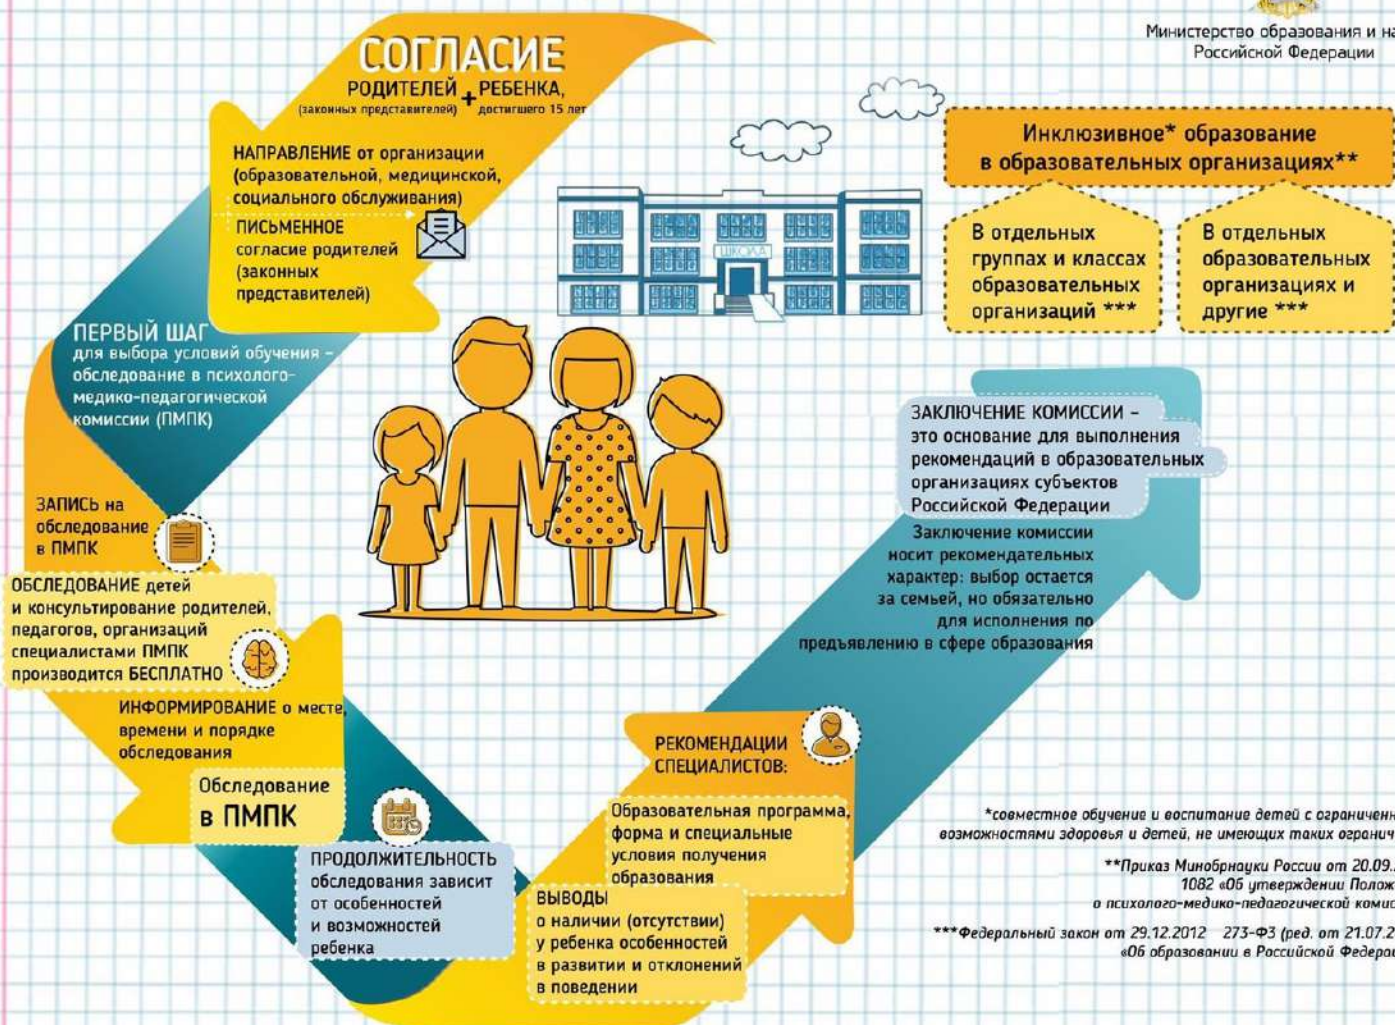 Министерство образования и на
Российской Федерации
СОГЛАСИЕ
РОДИТЕЛЕЙ + РЕБЕНКА,
(законных представителей) достигшего 15 лет
НАПРАВЛЕНИЕ от организации
(образовательной, медицинской,
социального обслуживания)
ПИСЬМЕННОЕ
согласие родителей
(законных
представителей)
ПЕРВЫЙ ШАГ
для выбора условий обучения –
обследование в психолого-
медико-педагогической
комиссии (ПМПК)
ЗАПИСЬ на
обследование
в ПМПК
ОБСЛЕДОВАНИЕ детей
и консультирование родителей,
педагогов, организаций
специалистами ПМПК
производится БЕСПЛАТНО
ИНФОРМИРОВАНИЕ о месте,
времени и порядке
обследования
Обследование
в ПМПК
ПРОДОЛЖИТЕЛЬНОСТЬ
обследования зависит
от особенностей
и возможностей
ребенка
ВЫВОДЫ
о наличии (отсутствии)
у ребенка особенностей
в развитии и отклонений
в поведении
РЕКОМЕНДАЦИИ
СПЕЦИАЛИСТОВ:
Образовательная программа,
форма и специальные
условия получения
образования
ЗАКЛЮЧЕНИЕ КОМИССИИ –
это основание для выполнения
рекомендаций в образовательных
организациях субъектов
Российской Федерации
Заключение комиссии
носит рекомендательных
характер: выбор остается
за семьей, но обязательно
для исполнения по
предъявлению в сфере образования
ШКОЛА
Инклюзивное* образование
в образовательных организациях**
В отдельных
группах и классах
образовательных
организаций ***
В отдельных
образовательных
организациях и
другие ***
*совместное обучение и воспитание детей с ограниченн
возможностями здоровья и детей, не имеющих таких ограниче
**Приказ Минобрнауки России от 20.09.
1082 «Об утверждении Полож
о психолого-медико-педагогической комис
***Федеральный закон от 29.12.2012 273-ФЗ (ред. от 21.07.2
«Об образовании в Российской Федерац